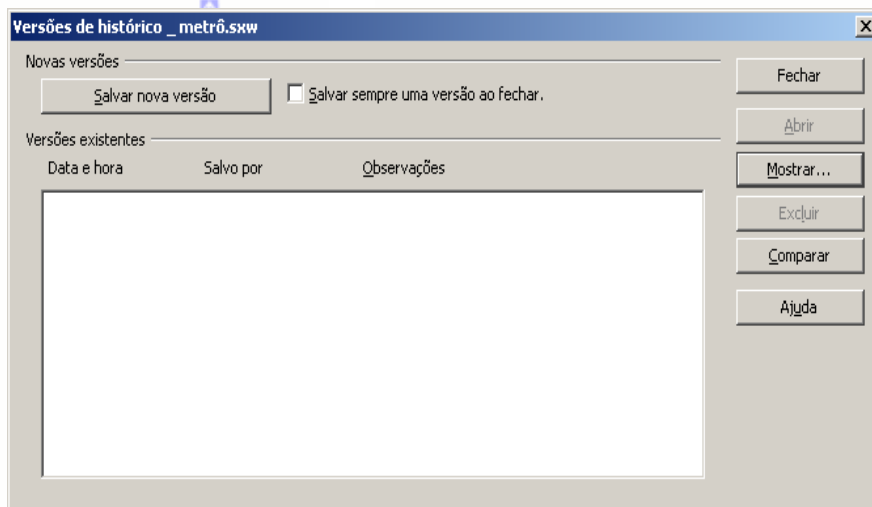 Versões de histórico _ metrô.sxw
Novas versões
Salvar nova versão
Salvar sempre uma versão ao fechar.
Versões existentes
Data e hora Salvo por Observações
Fechar
Abrir
Mostrar...
Excluir
Comparar
Ajuda